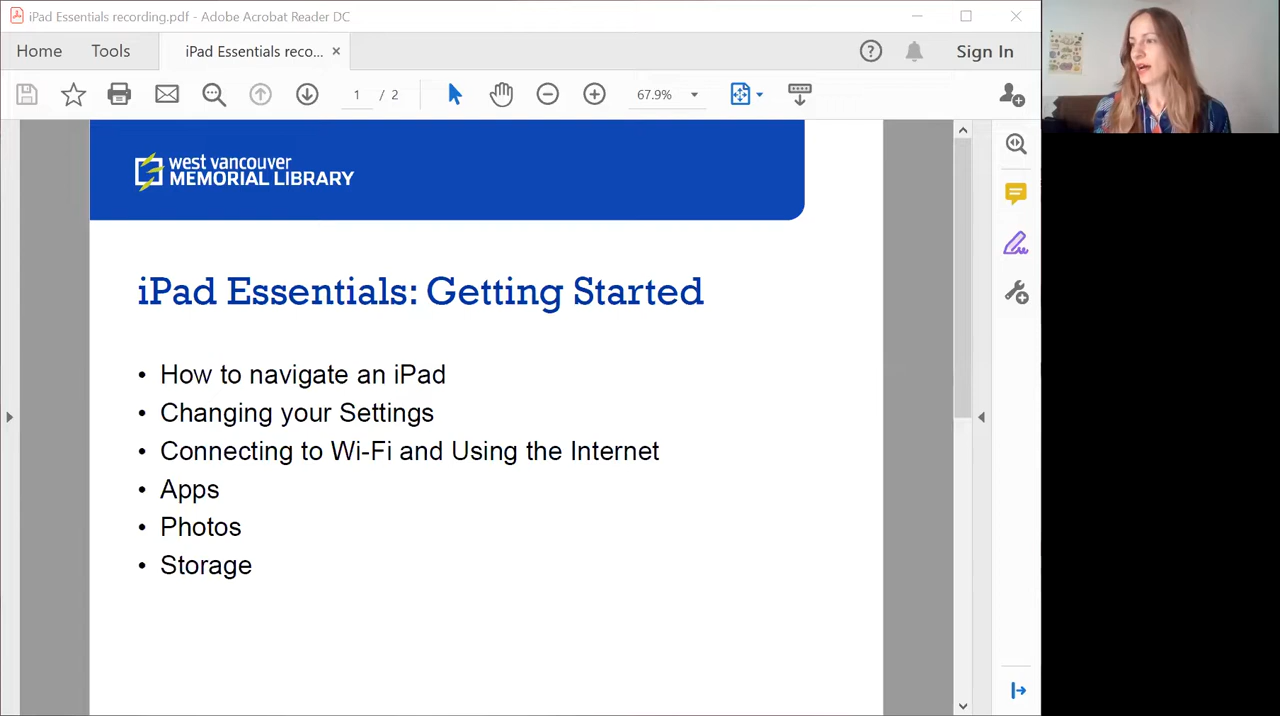 iPad Essentials recording.pdf - Adobe Acrobat Reader DC
Home Tools iPad Essentials reco... × Sign In
1 / 2 67.9%
west vancouver
MEMORIAL LIBRARY
iPad Essentials: Getting Started
• How to navigate an iPad
• Changing your Settings
• Connecting to Wi-Fi and Using the Internet
• Apps
• Photos
• Storage